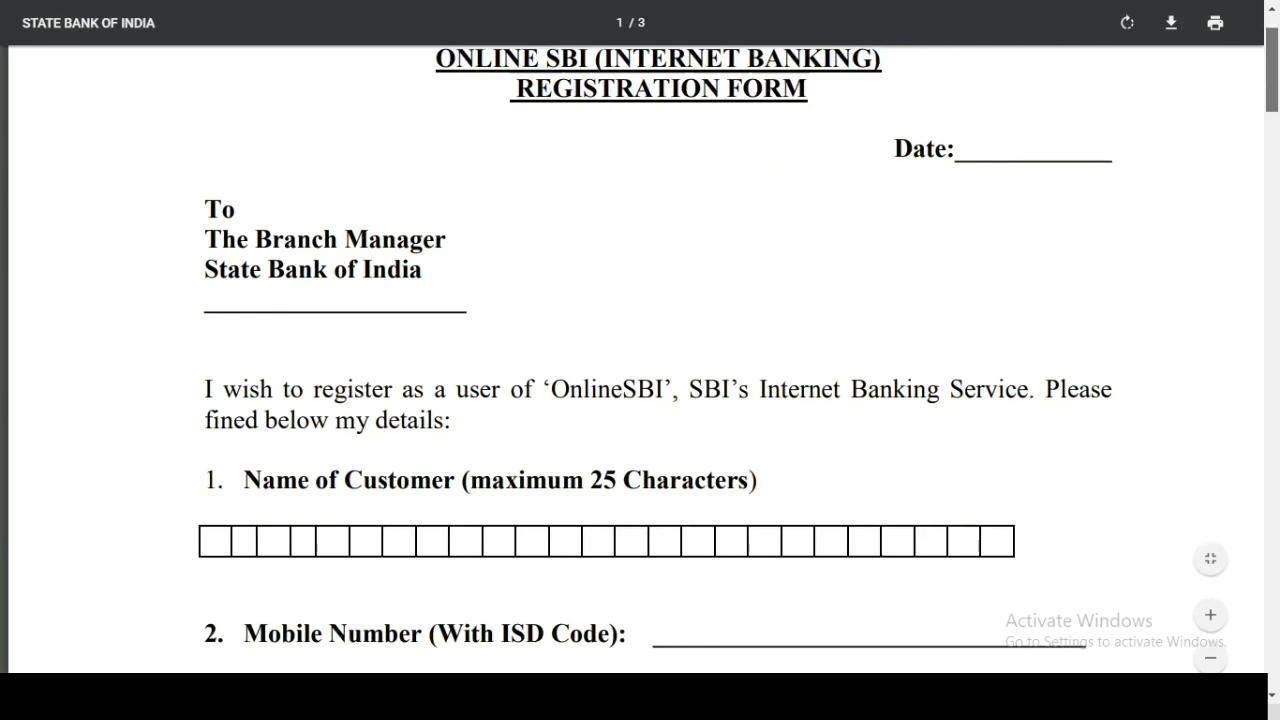 STATE BANK OF INDIA
1 / 3
ONLINE SBI (INTERNET BANKING)
REGISTRATION FORM
Date:____________
To
The Branch Manager
State Bank of India
____________________
I wish to register as a user of ‘OnlineSBI’, SBI’s Internet Banking Service. Please
fined below my details:
1. Name of Customer (maximum 25 Characters)
2. Mobile Number (With ISD Code): _________________________________
Activate Windows
Go to Settings to activate Windows.